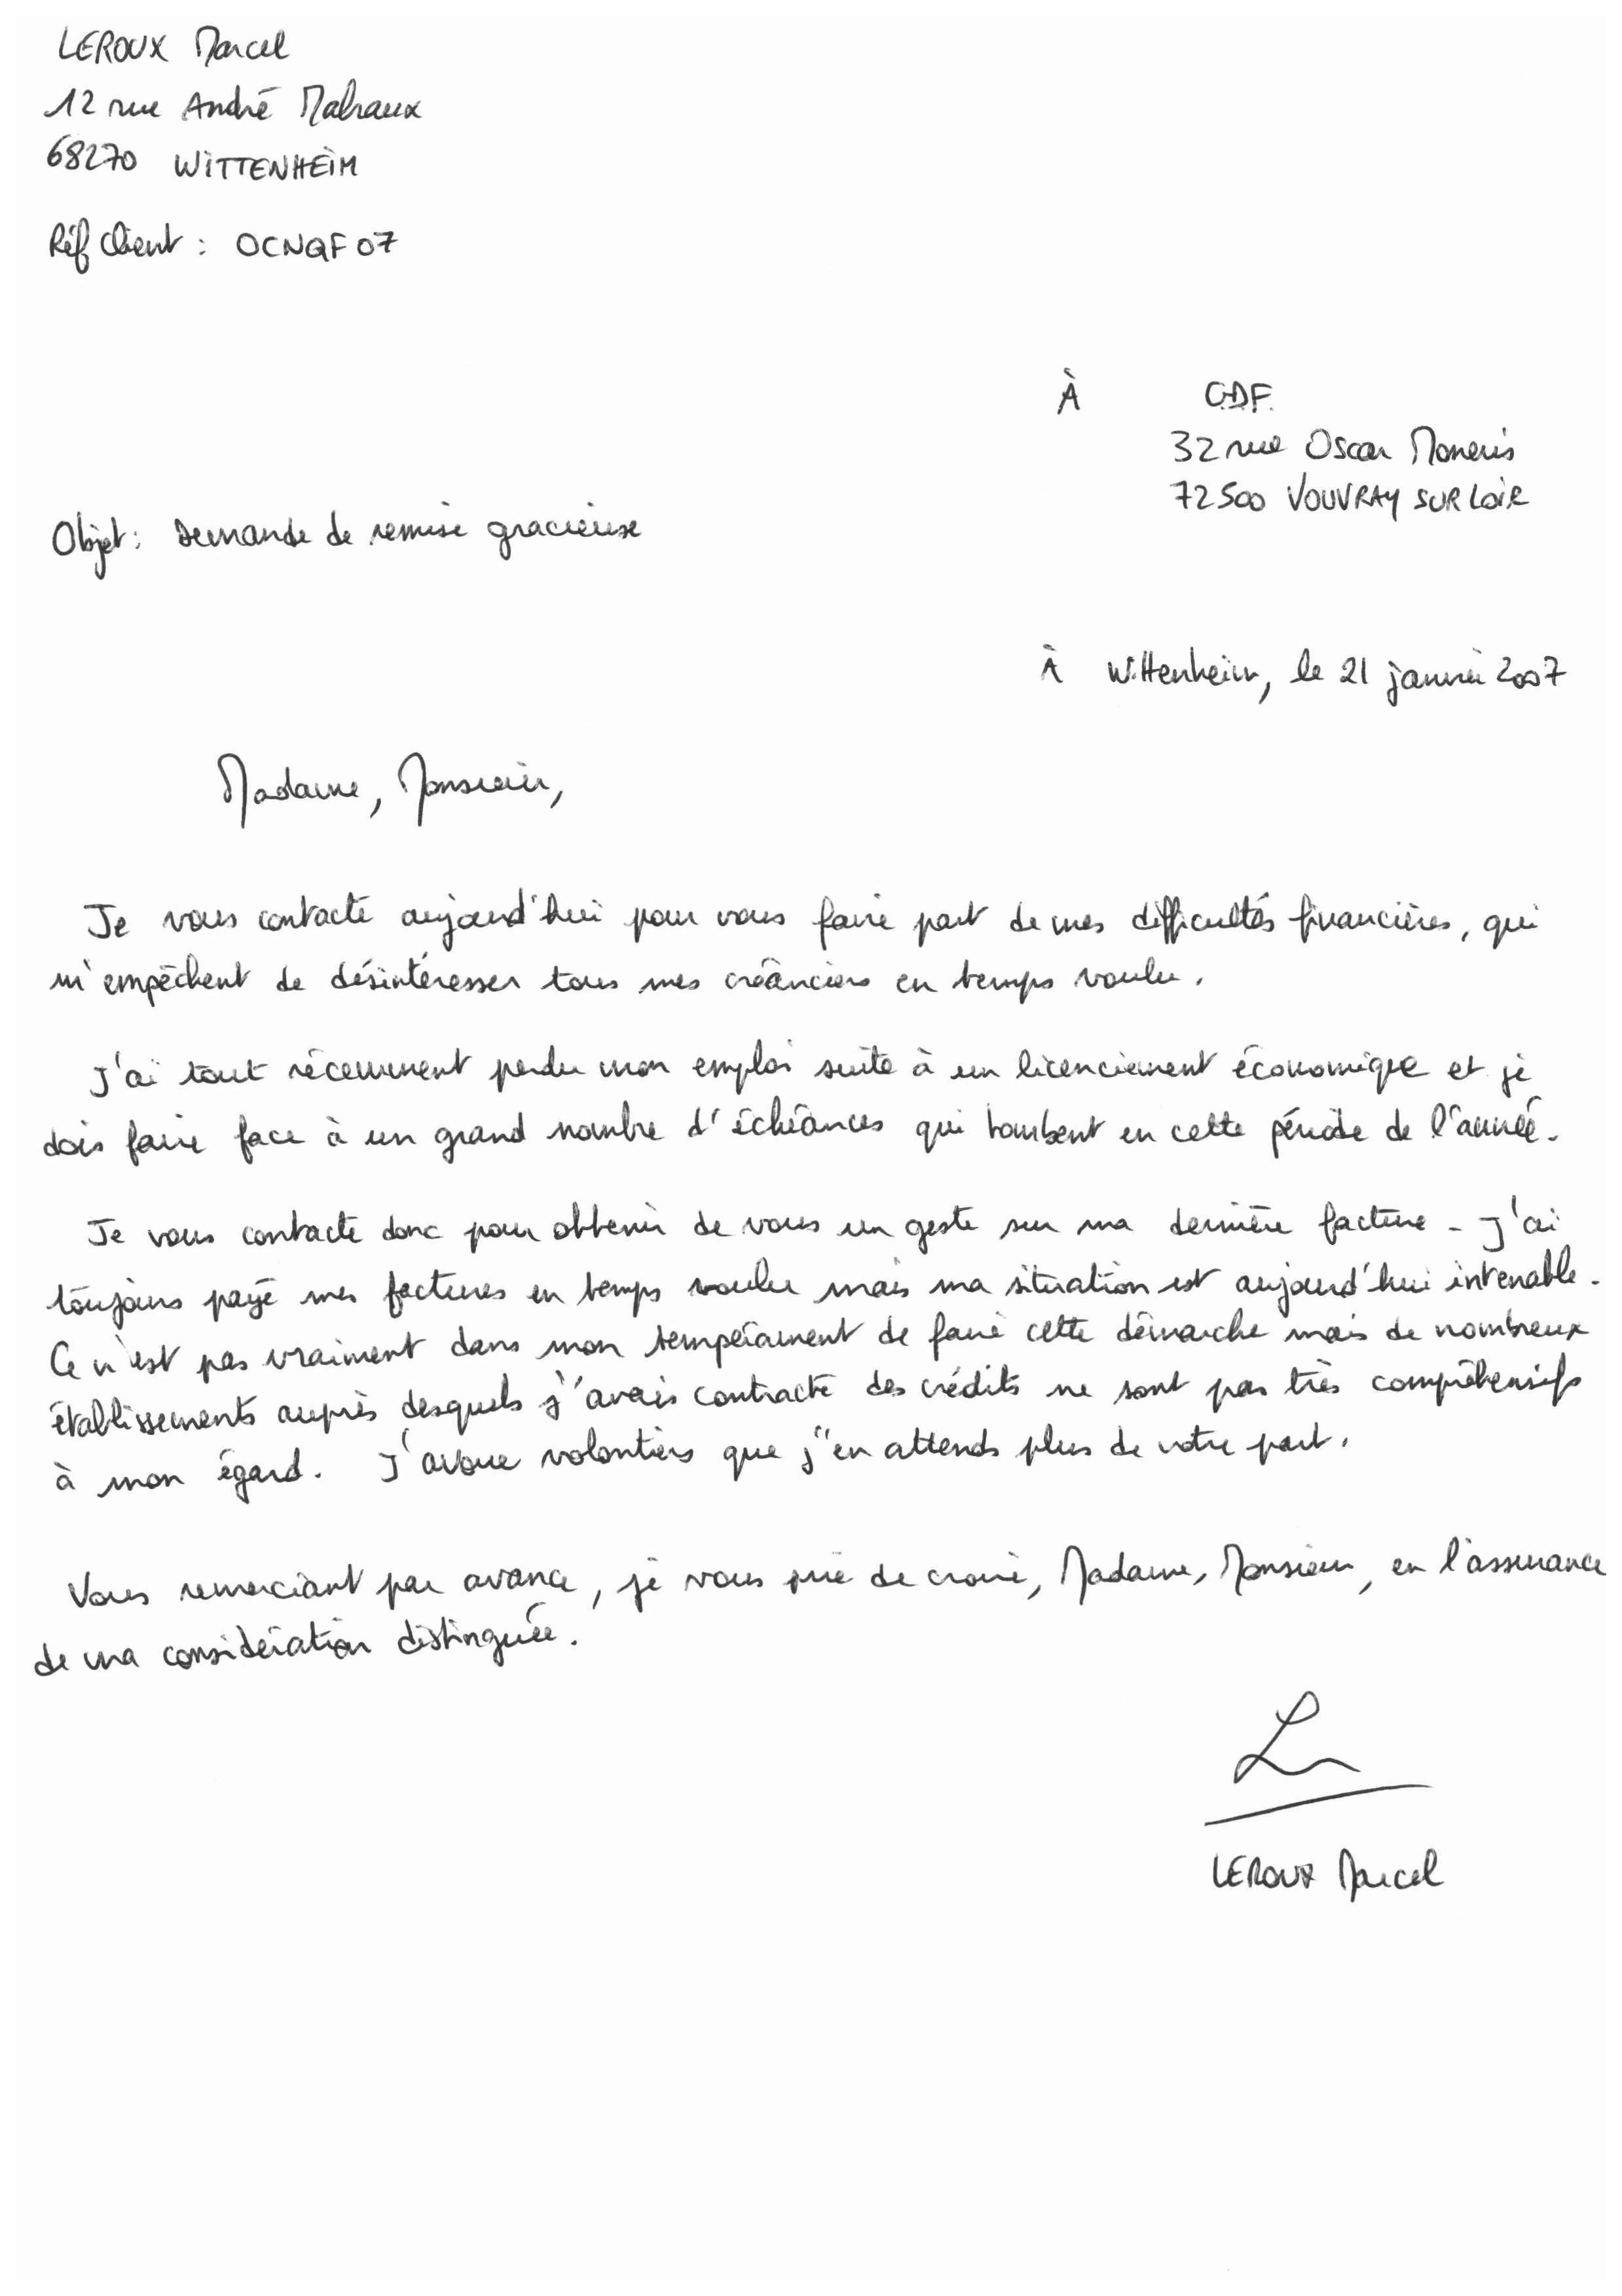 LEROUX Marcel
12 rue André Malraux
68270 WITTENHEIM
Réf Client : OCNQF07
À CDF.
32 rue Oscar Moneris
72500 VOUVRAY SUR LOIR
Objet : Demande de remise gracieuse
À Wittenheim, le 21 janvier 2007
Madame, Monsieur,
Je vous contacte aujourd'hui pour vous faire part de mes difficultés financières, qui
m'empêchent de désintéresser tous mes créanciers en temps voulu.
J'ai tout récemment perdu mon emploi suite à un licenciement économique et je
dois faire face à un grand nombre d'échéances qui tombent en cette période de l'année.
Je vous contacte donc pour obtenir de vous un geste sur ma dernière facture. J'ai
toujours payé mes factures en temps voulu mais ma situation est aujourd'hui intenable.
Ce n'est pas vraiment dans mon tempérament de faire cette démarche mais de nombreux
établissements auprès desquels j'avais contracté des crédits ne sont pas très compréhensifs
à mon égard. J'avoue volontiers que j'en attends plus de votre part.
Vous remerciant par avance, je vous prie de croire, Madame, Monsieur, en l'assurance
de ma considération distinguée.
LEROUX Marcel